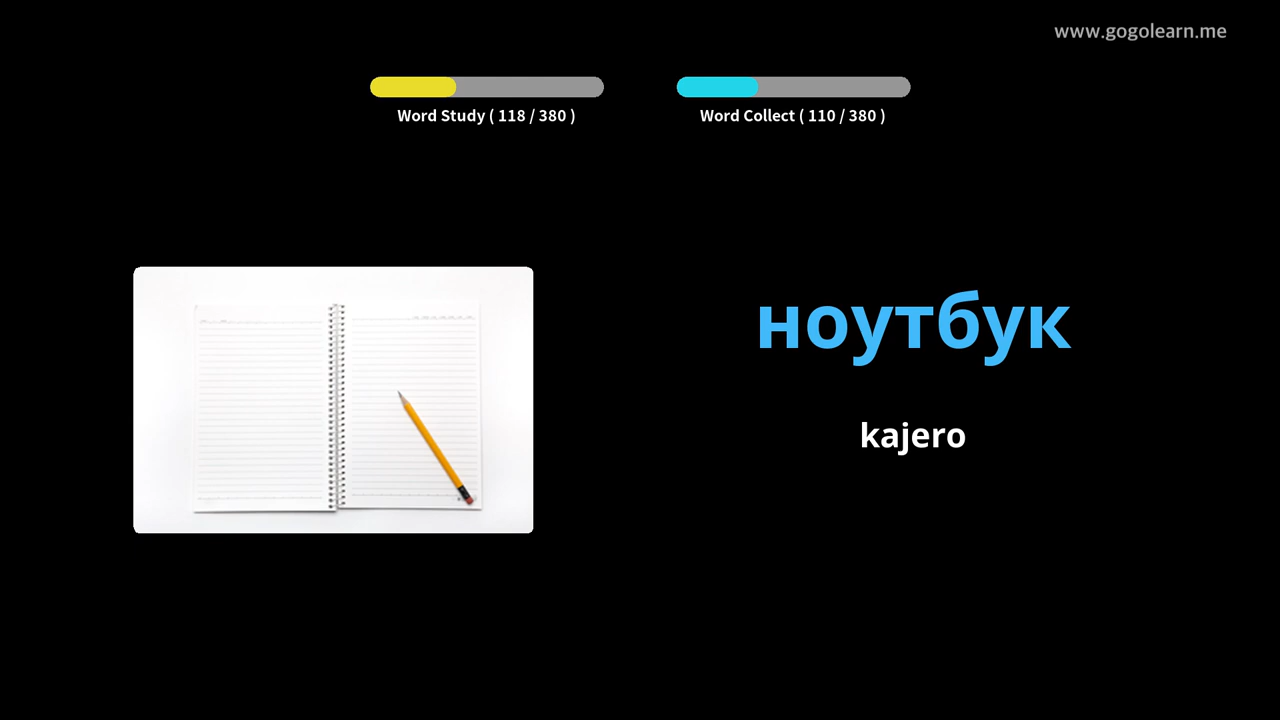 www.gogolearn.me
Word Study ( 118 / 380 )
Word Collect ( 110 / 380 )
ноутбук
kajero